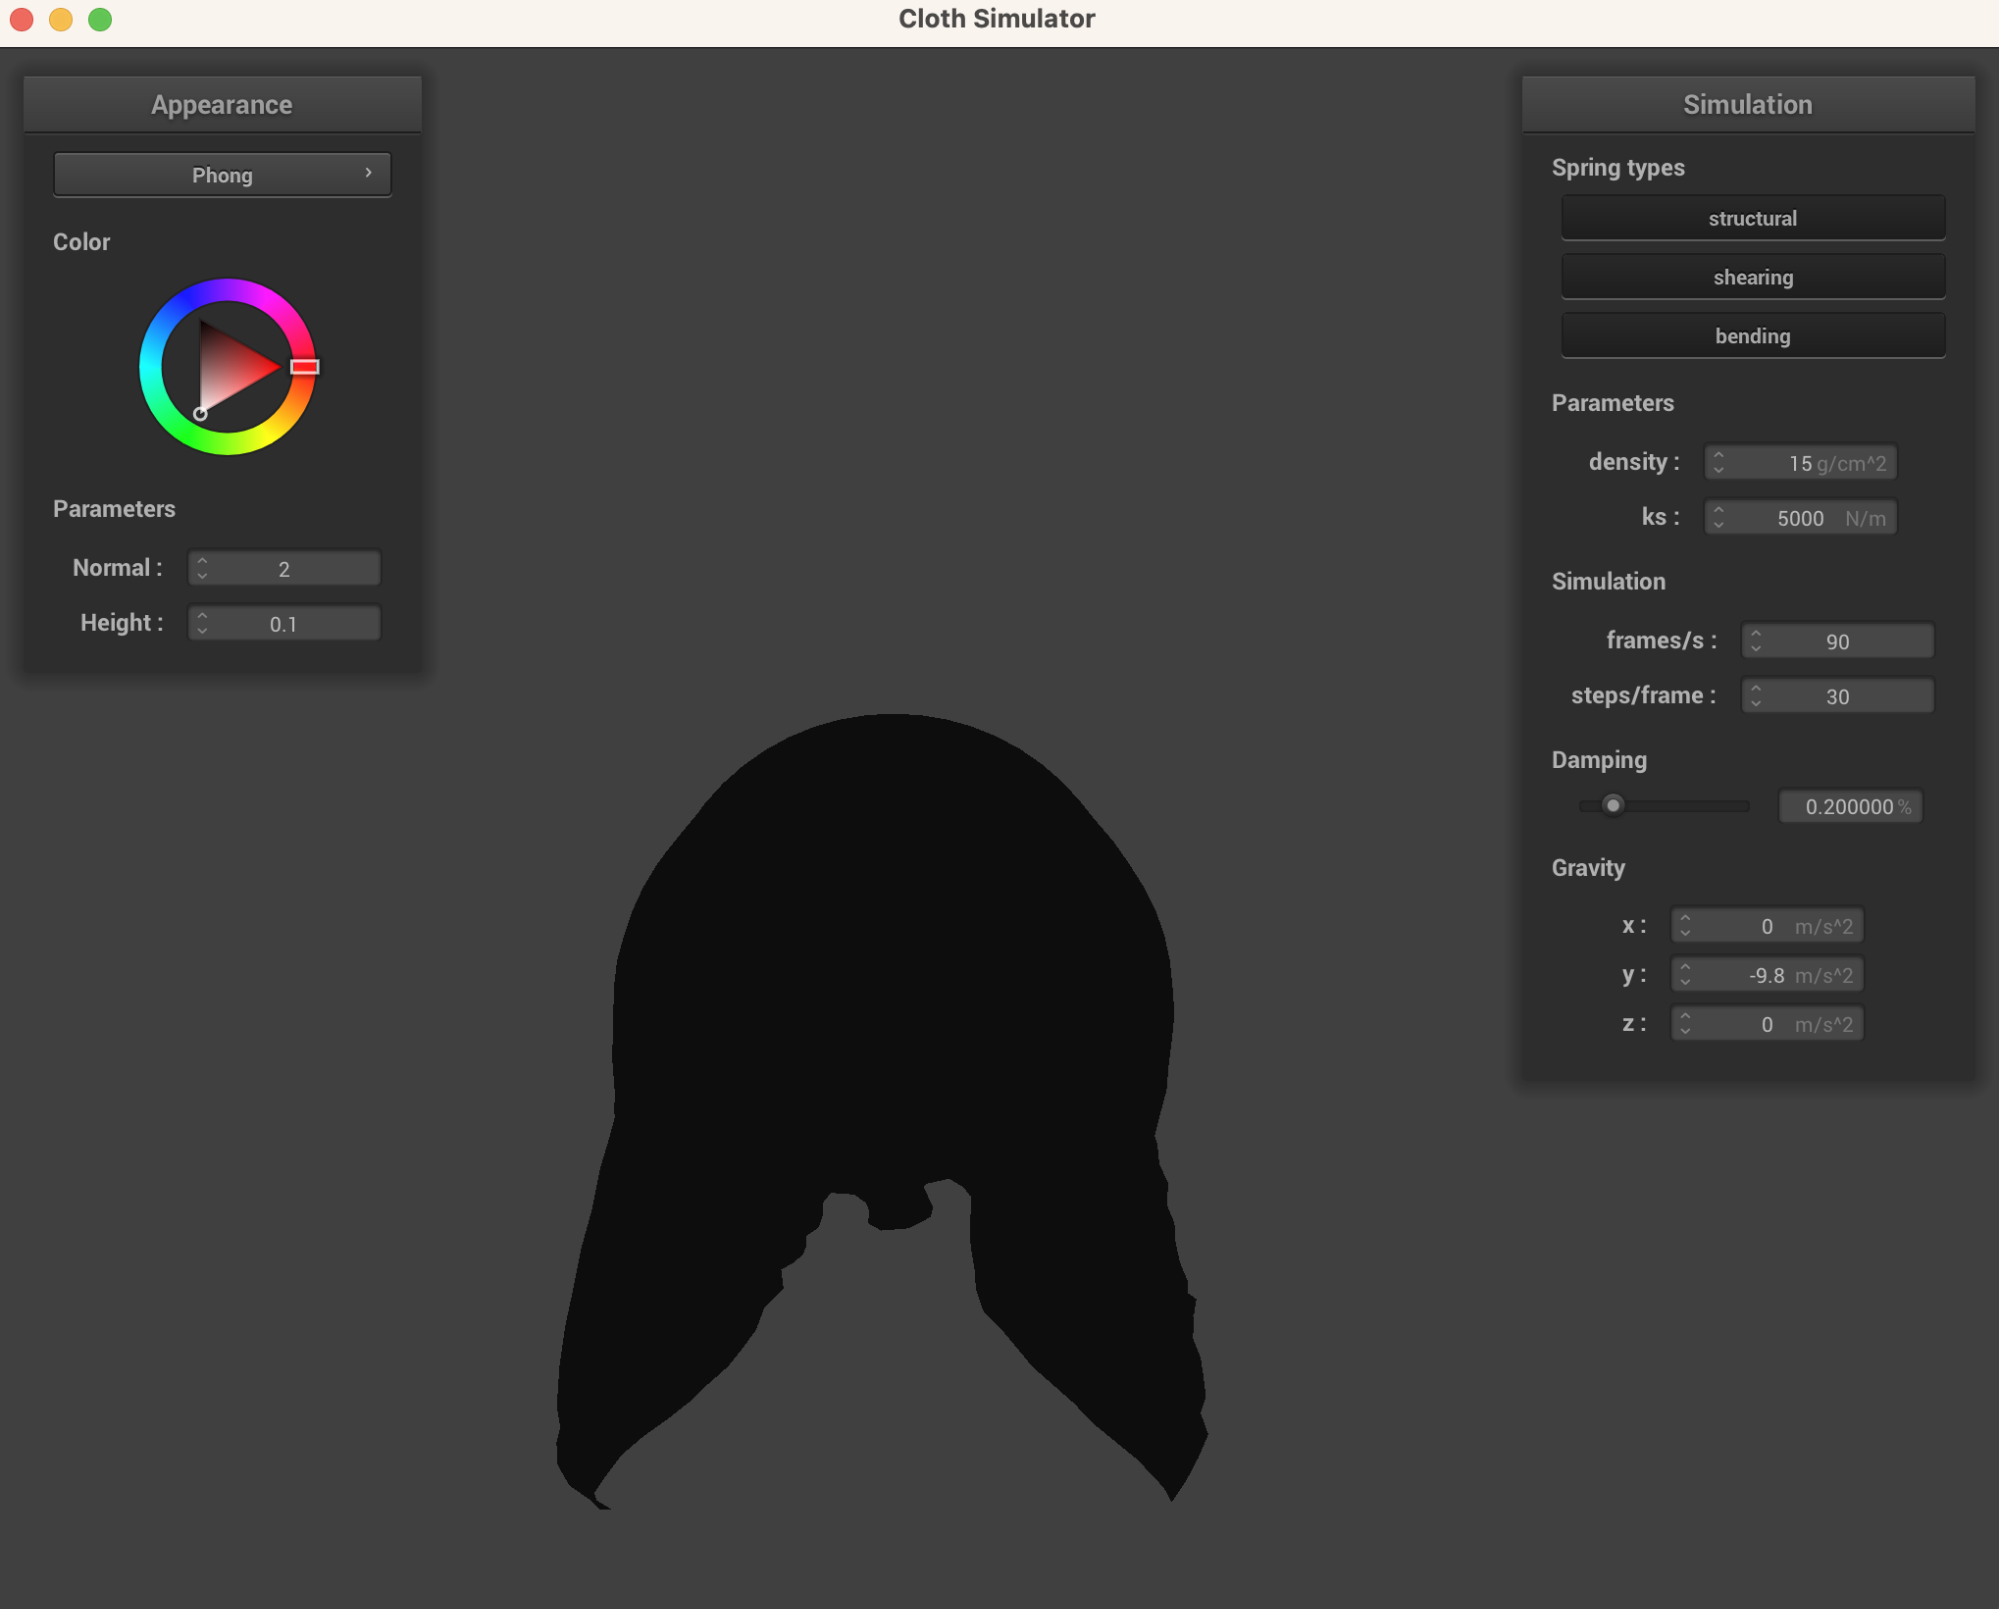 Cloth Simulator
Appearance
Phong
Color
Parameters
Normal : 2
Height : 0.1
Simulation
Spring types
structural
shearing
bending
Parameters
density : 15 g/cm^2
ks : 5000 N/m
Simulation
frames/s : 90
steps/frame : 30
Damping
0.200000 %
Gravity
x : 0 m/s^2
y : -9.8 m/s^2
z : 0 m/s^2